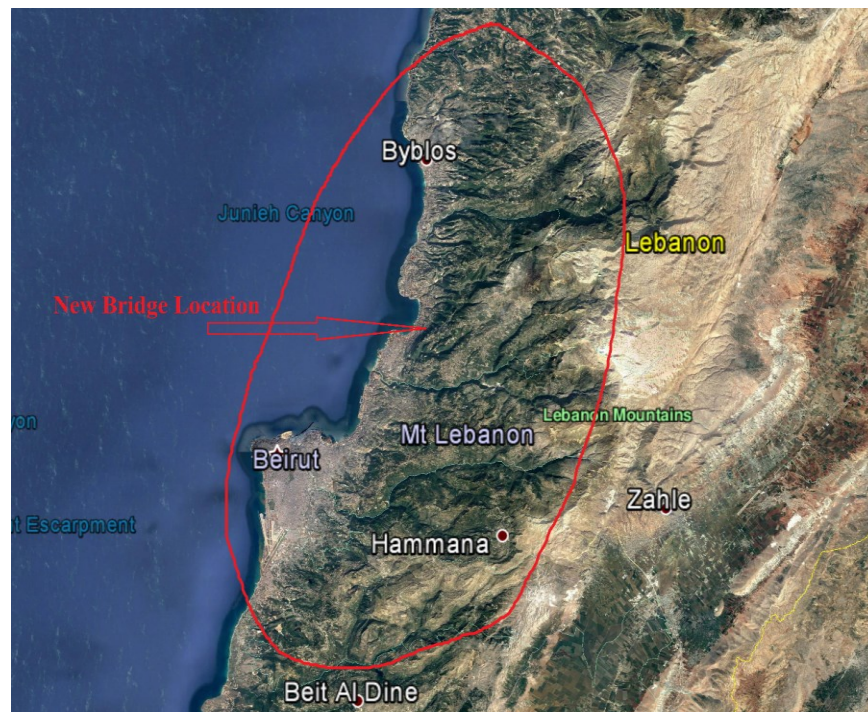 Byblos
Junieh Canyon
Lebanon
New Bridge Location
Lebanon Mountains
yon
Mt Lebanon
Beirut
Zahle
t Escarpment
Hammana
Beit Al Dine